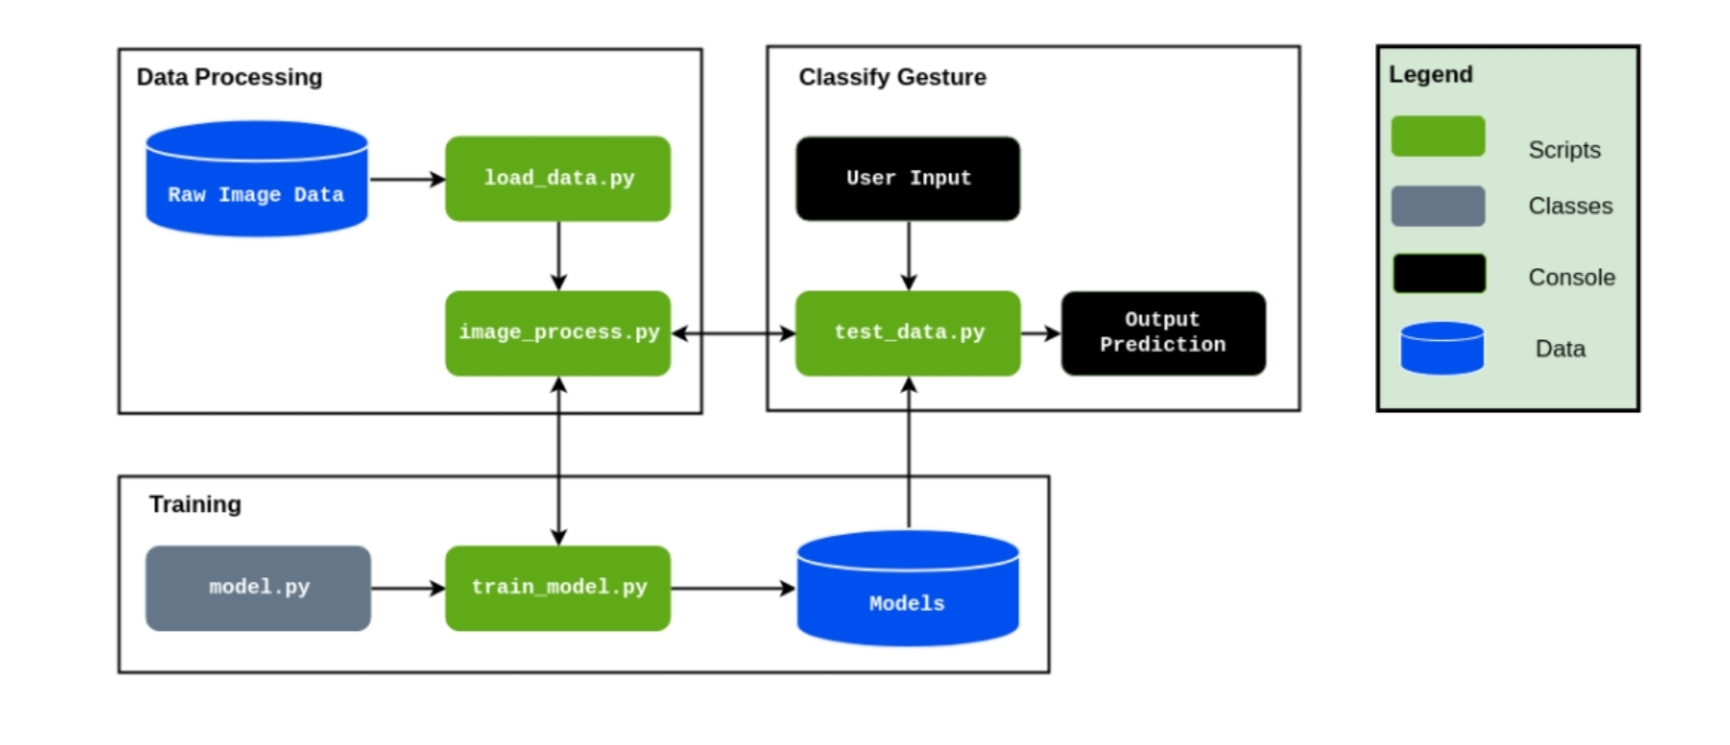 Data Processing
Raw Image Data
load_data.py
image_process.py
Classify Gesture
User Input
test_data.py
Output
Prediction
Training
model.py
train_model.py
Models
Legend
Scripts
Classes
Console
Data